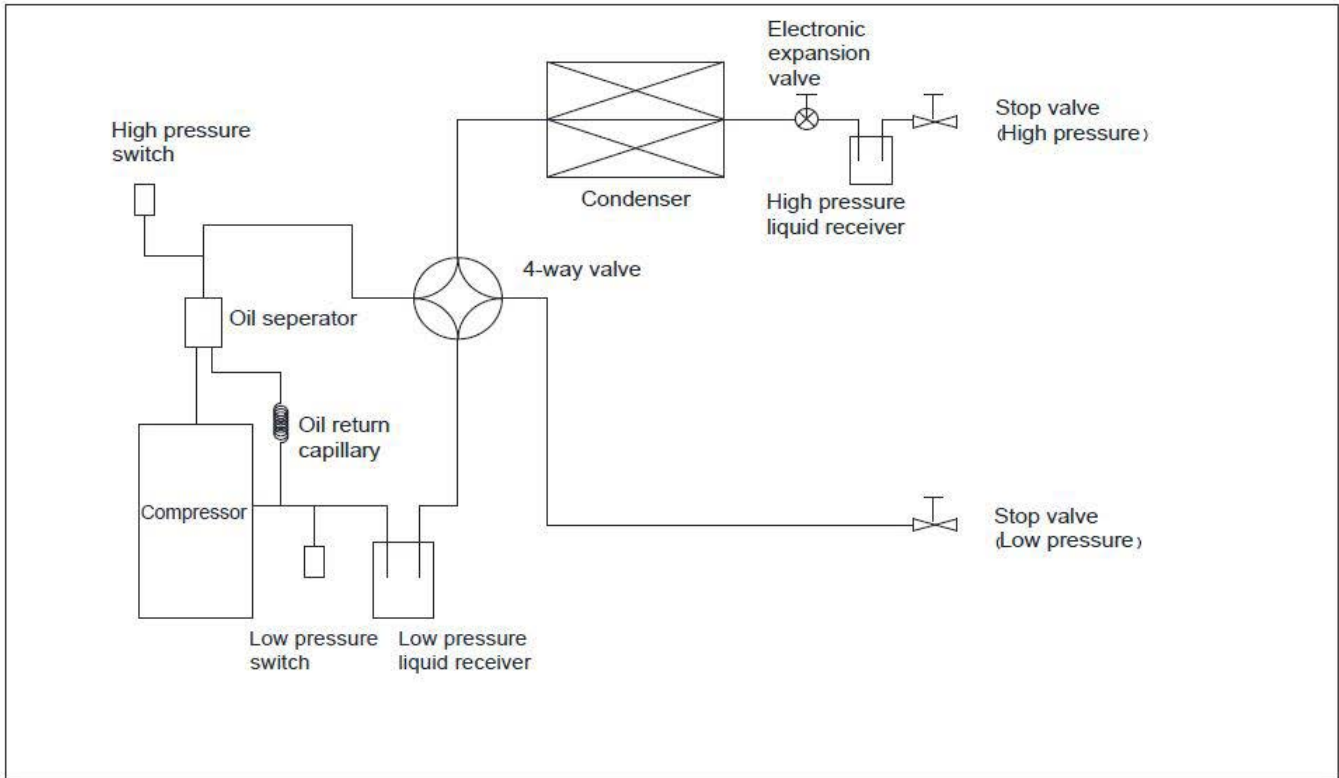 Electronic
expansion
valve
High pressure
switch
Stop valve
(High pressure)
Condenser
High pressure
liquid receiver
4-way valve
Oil seperator
Oil return
capillary
Compressor
Stop valve
(Low pressure)
Low pressure
switch
Low pressure
liquid receiver